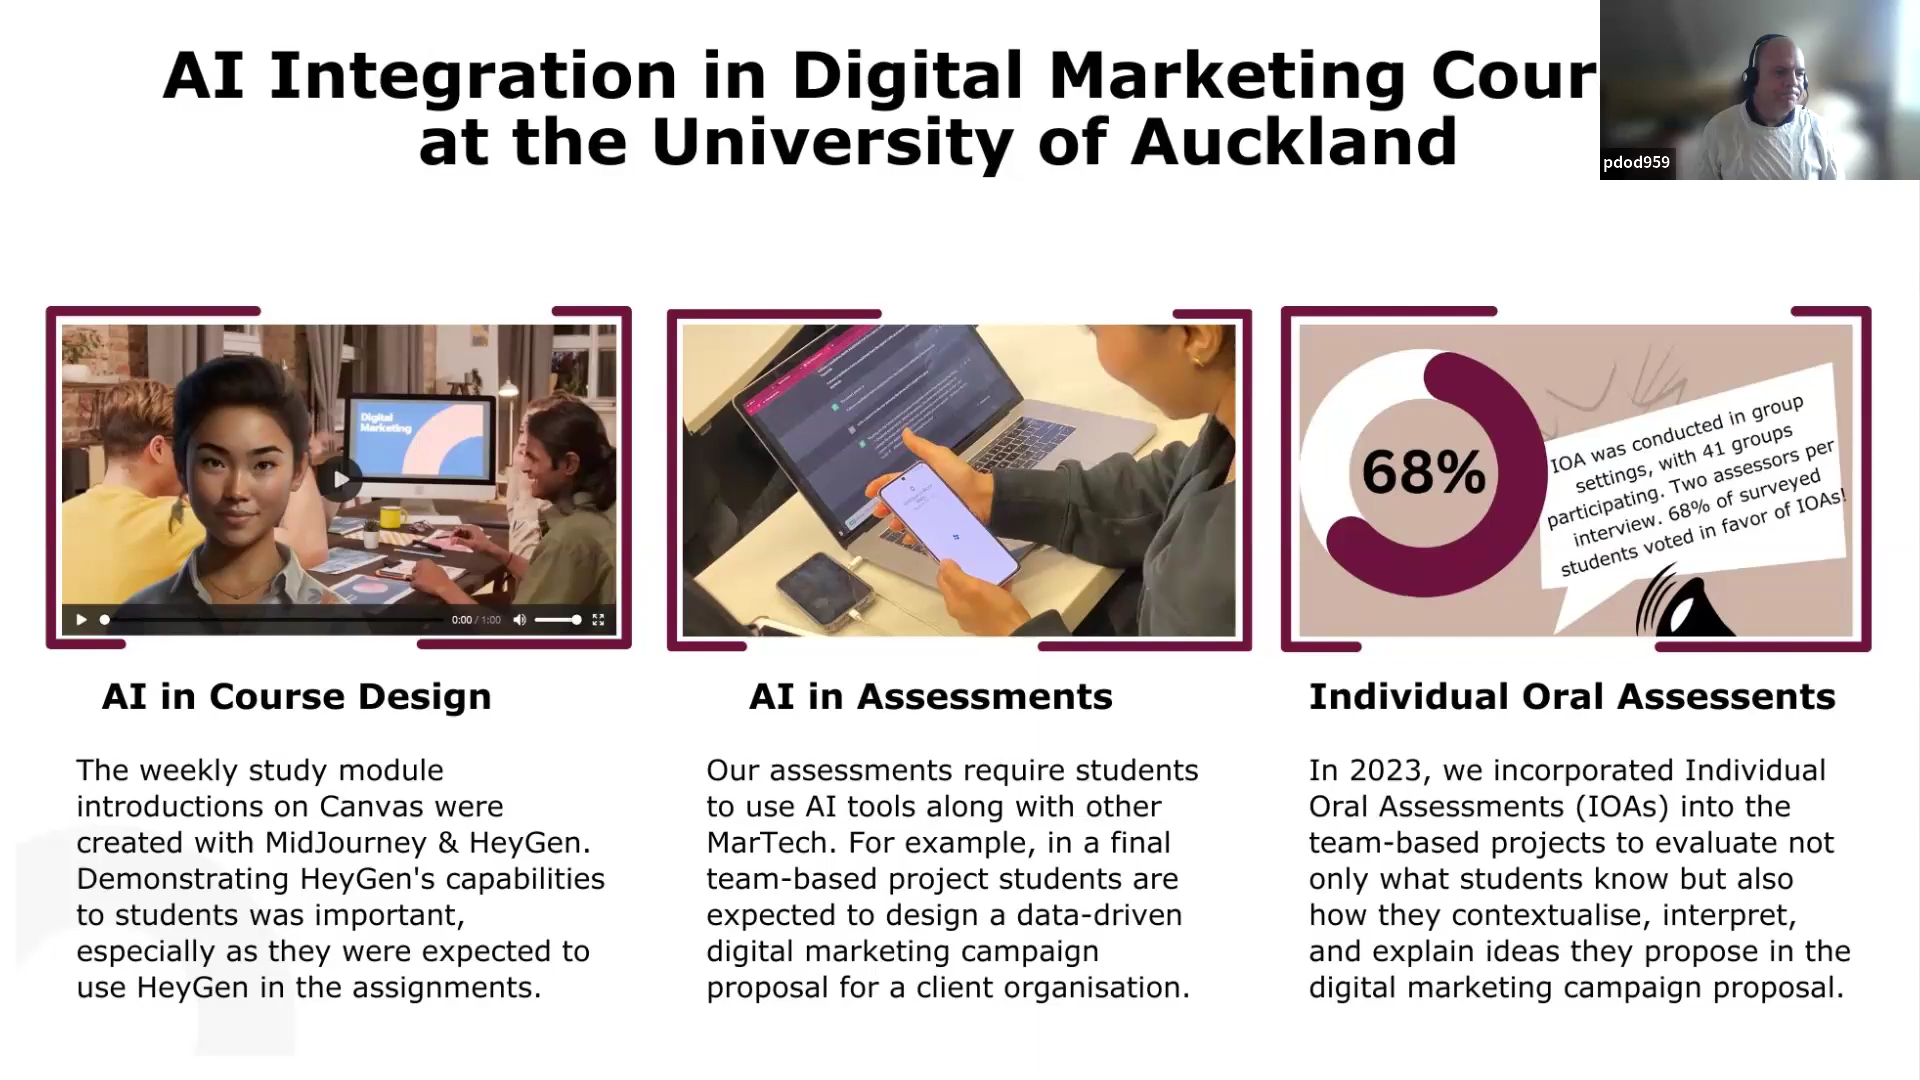 AI Integration in Digital Marketing Cour
at the University of Auckland
pdod959
Digital
Marketing
0:00 / 1:00
68%
IOA was conducted in group
settings, with 41 groups
participating. Two assessors per
interview. 68% of surveyed
students voted in favor of IOAs!
AI in Course Design
The weekly study module
introductions on Canvas were
created with MidJourney & HeyGen.
Demonstrating HeyGen's capabilities
to students was important,
especially as they were expected to
use HeyGen in the assignments.
AI in Assessments
Our assessments require students
to use AI tools along with other
MarTech. For example, in a final
team-based project students are
expected to design a data-driven
digital marketing campaign
proposal for a client organisation.
Individual Oral Assessents
In 2023, we incorporated Individual
Oral Assessments (IOAs) into the
team-based projects to evaluate not
only what students know but also
how they contextualise, interpret,
and explain ideas they propose in the
digital marketing campaign proposal.